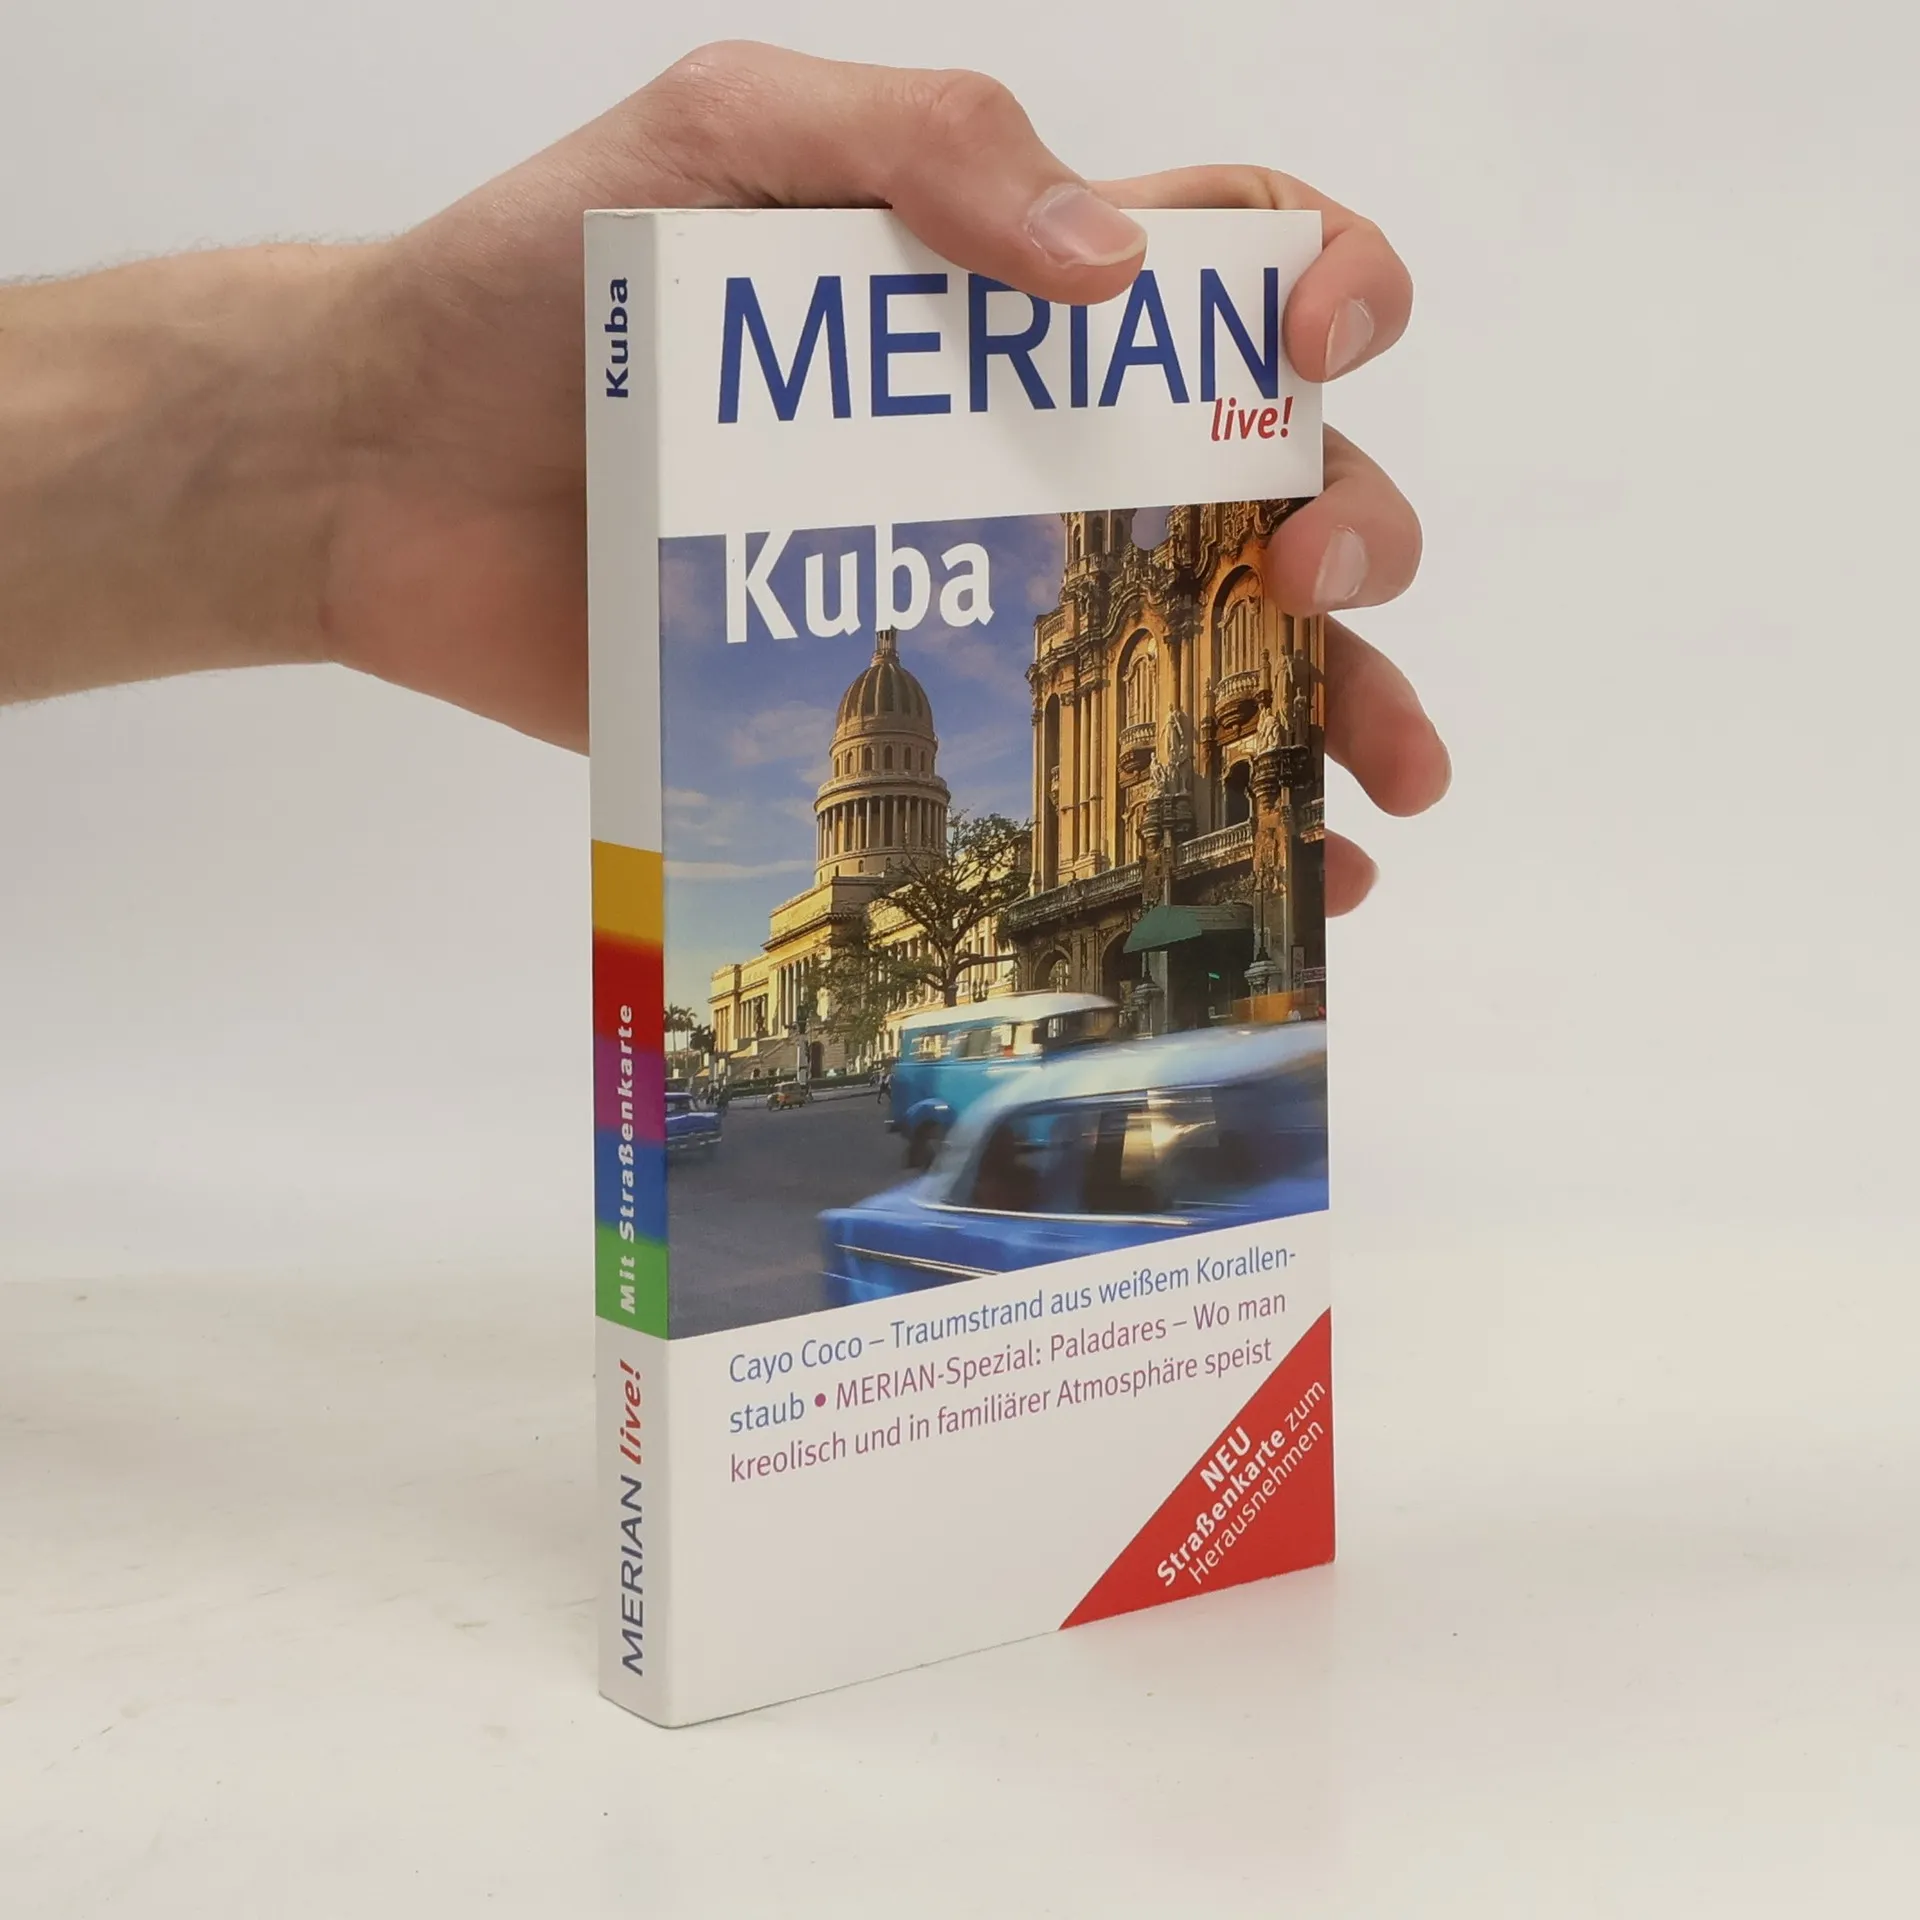 Kuba
Mit Straßenkarte
MERIAN live!
MERIAN
live!
Kuba
Cayo Coco – Traumstrand aus weißem Korallen-
staub • MERIAN-Spezial: Paladares – Wo man
kreolisch und in familiärer Atmosphäre speist
NEU
Straßenkarte zum
Herausnehmen